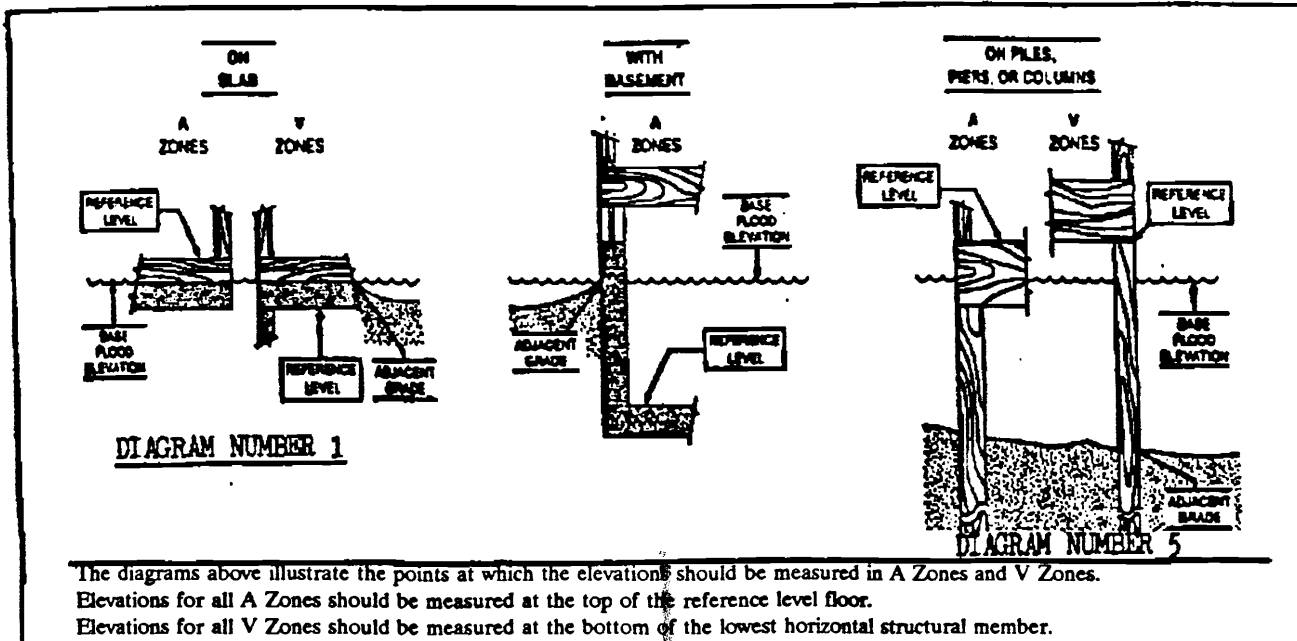 ON
SLAB
A
ZONES
V
ZONES
REFERENCE
LEVEL
BASE
FLOOD
ELEVATION
REFERENCE
LEVEL
ADJACENT
GRADE
DIAGRAM NUMBER 1
WITH
BASEMENT
A
ZONES
BASE
FLOOD
ELEVATION
ADJACENT
GRADE
REFERENCE
LEVEL
ON PILES,
PIERS, OR COLUMNS
A
ZONES
V
ZONES
REFERENCE
LEVEL
REFERENCE
LEVEL
BASE
FLOOD
ELEVATION
ADJACENT
GRADE
DIAGRAM NUMBER 5
The diagrams above illustrate the points at which the elevations should be measured in A Zones and V Zones.
Elevations for all A Zones should be measured at the top of the reference level floor.
Elevations for all V Zones should be measured at the bottom of the lowest horizontal structural member.